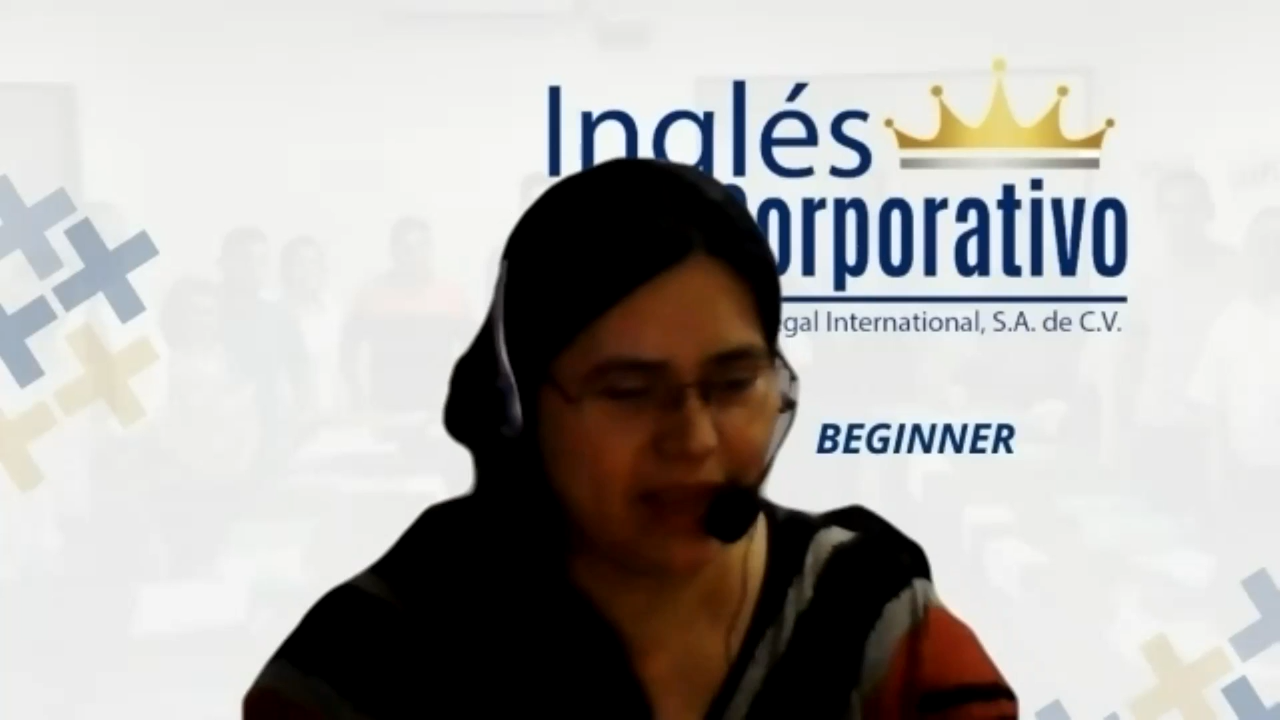 Inglés
orporativo
egal International, S.A. de C.V.
BEGINNER